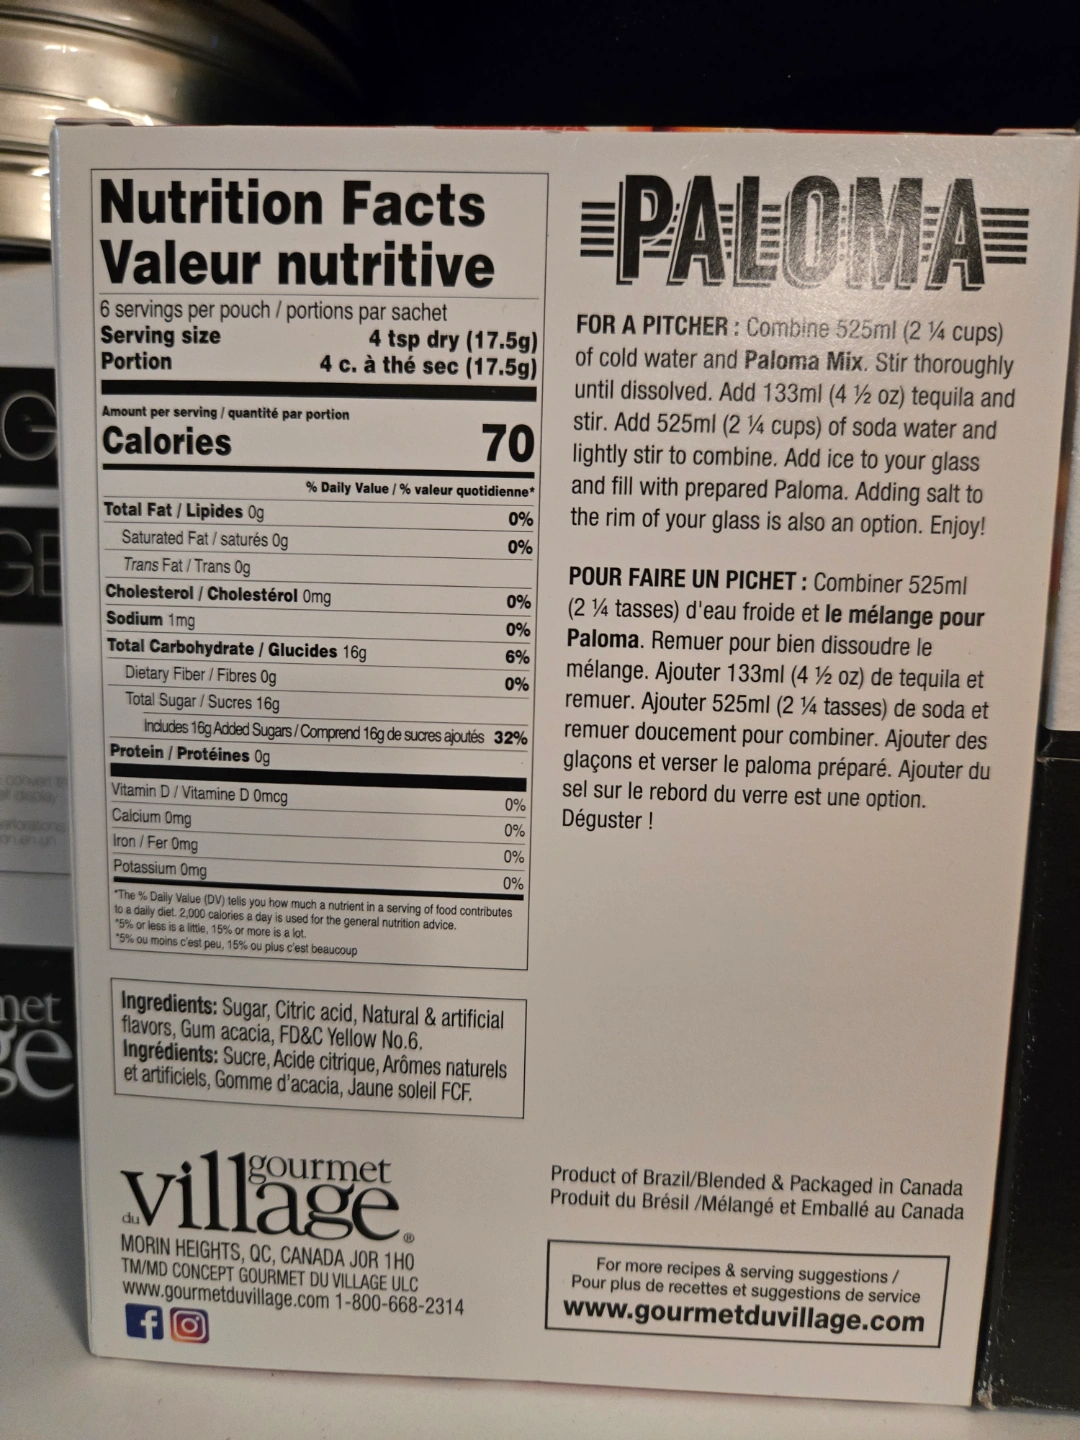 Nutrition Facts
Valeur nutritive
6 servings per pouch / portions par sachet
Serving size 4 tsp dry (17.5g)
Portion 4 c. à thé sec (17.5g)
Amount per serving / quantité par portion
Calories 70
% Daily Value / % valeur quotidienne*
Total Fat / Lipides 0g 0%
Saturated Fat / saturés 0g 0%
Trans Fat / Trans 0g
Cholesterol / Cholestérol 0mg 0%
Sodium 1mg 0%
Total Carbohydrate / Glucides 16g 6%
Dietary Fiber / Fibres 0g 0%
Total Sugar / Sucres 16g
Includes 16g Added Sugars / Comprend 16g de sucres ajoutés 32%
Protein / Protéines 0g
Vitamin D / Vitamine D 0mcg 0%
Calcium 0mg 0%
Iron / Fer 0mg 0%
Potassium 0mg 0%
*The % Daily Value (DV) tells you how much a nutrient in a serving of food contributes
to a daily diet. 2,000 calories a day is used for the general nutrition advice.
*5% or less is a little, 15% or more is a lot.
*5% ou moins c'est peu, 15% ou plus c'est beaucoup
Ingredients: Sugar, Citric acid, Natural & artificial
flavors, Gum acacia, FD&C Yellow No.6.
Ingrédients: Sucre, Acide citrique, Arômes naturels
et artificiels, Gomme d'acacia, Jaune soleil FCF.
gourmet
du village®
MORIN HEIGHTS, QC, CANADA J0R 1H0
TM/MD CONCEPT GOURMET DU VILLAGE ULC
www.gourmetduvillage.com 1-800-668-2314
PALOMA
FOR A PITCHER : Combine 525ml (2 ¼ cups)
of cold water and Paloma Mix. Stir thoroughly
until dissolved. Add 133ml (4 ½ oz) tequila and
stir. Add 525ml (2 ¼ cups) of soda water and
lightly stir to combine. Add ice to your glass
and fill with prepared Paloma. Adding salt to
the rim of your glass is also an option. Enjoy!
POUR FAIRE UN PICHET : Combiner 525ml
(2 ¼ tasses) d'eau froide et le mélange pour
Paloma. Remuer pour bien dissoudre le
mélange. Ajouter 133ml (4 ½ oz) de tequila et
remuer. Ajouter 525ml (2 ¼ tasses) de soda et
remuer doucement pour combiner. Ajouter des
glaçons et verser le paloma préparé. Ajouter du
sel sur le rebord du verre est une option.
Déguster !
Product of Brazil/Blended & Packaged in Canada
Produit du Brésil /Mélangé et Emballé au Canada
For more recipes & serving suggestions /
Pour plus de recettes et suggestions de service
www.gourmetduvillage.com